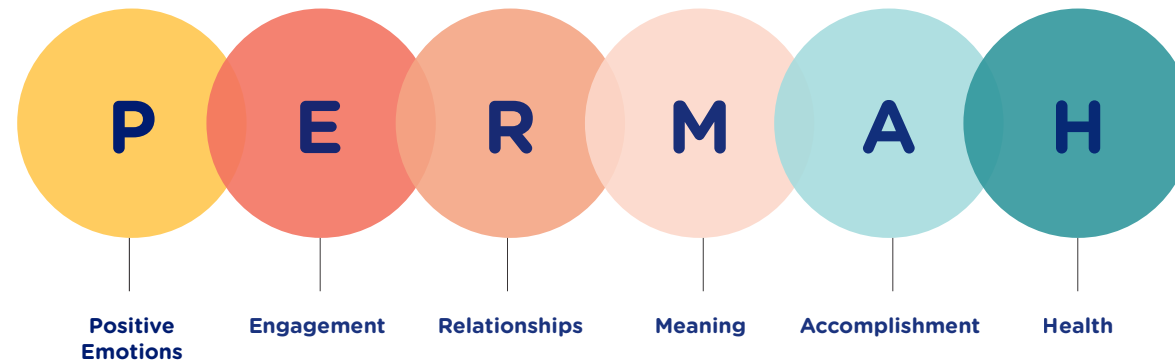 P E R M A H
Positive
Emotions
Engagement
Relationships
Meaning
Accomplishment
Health